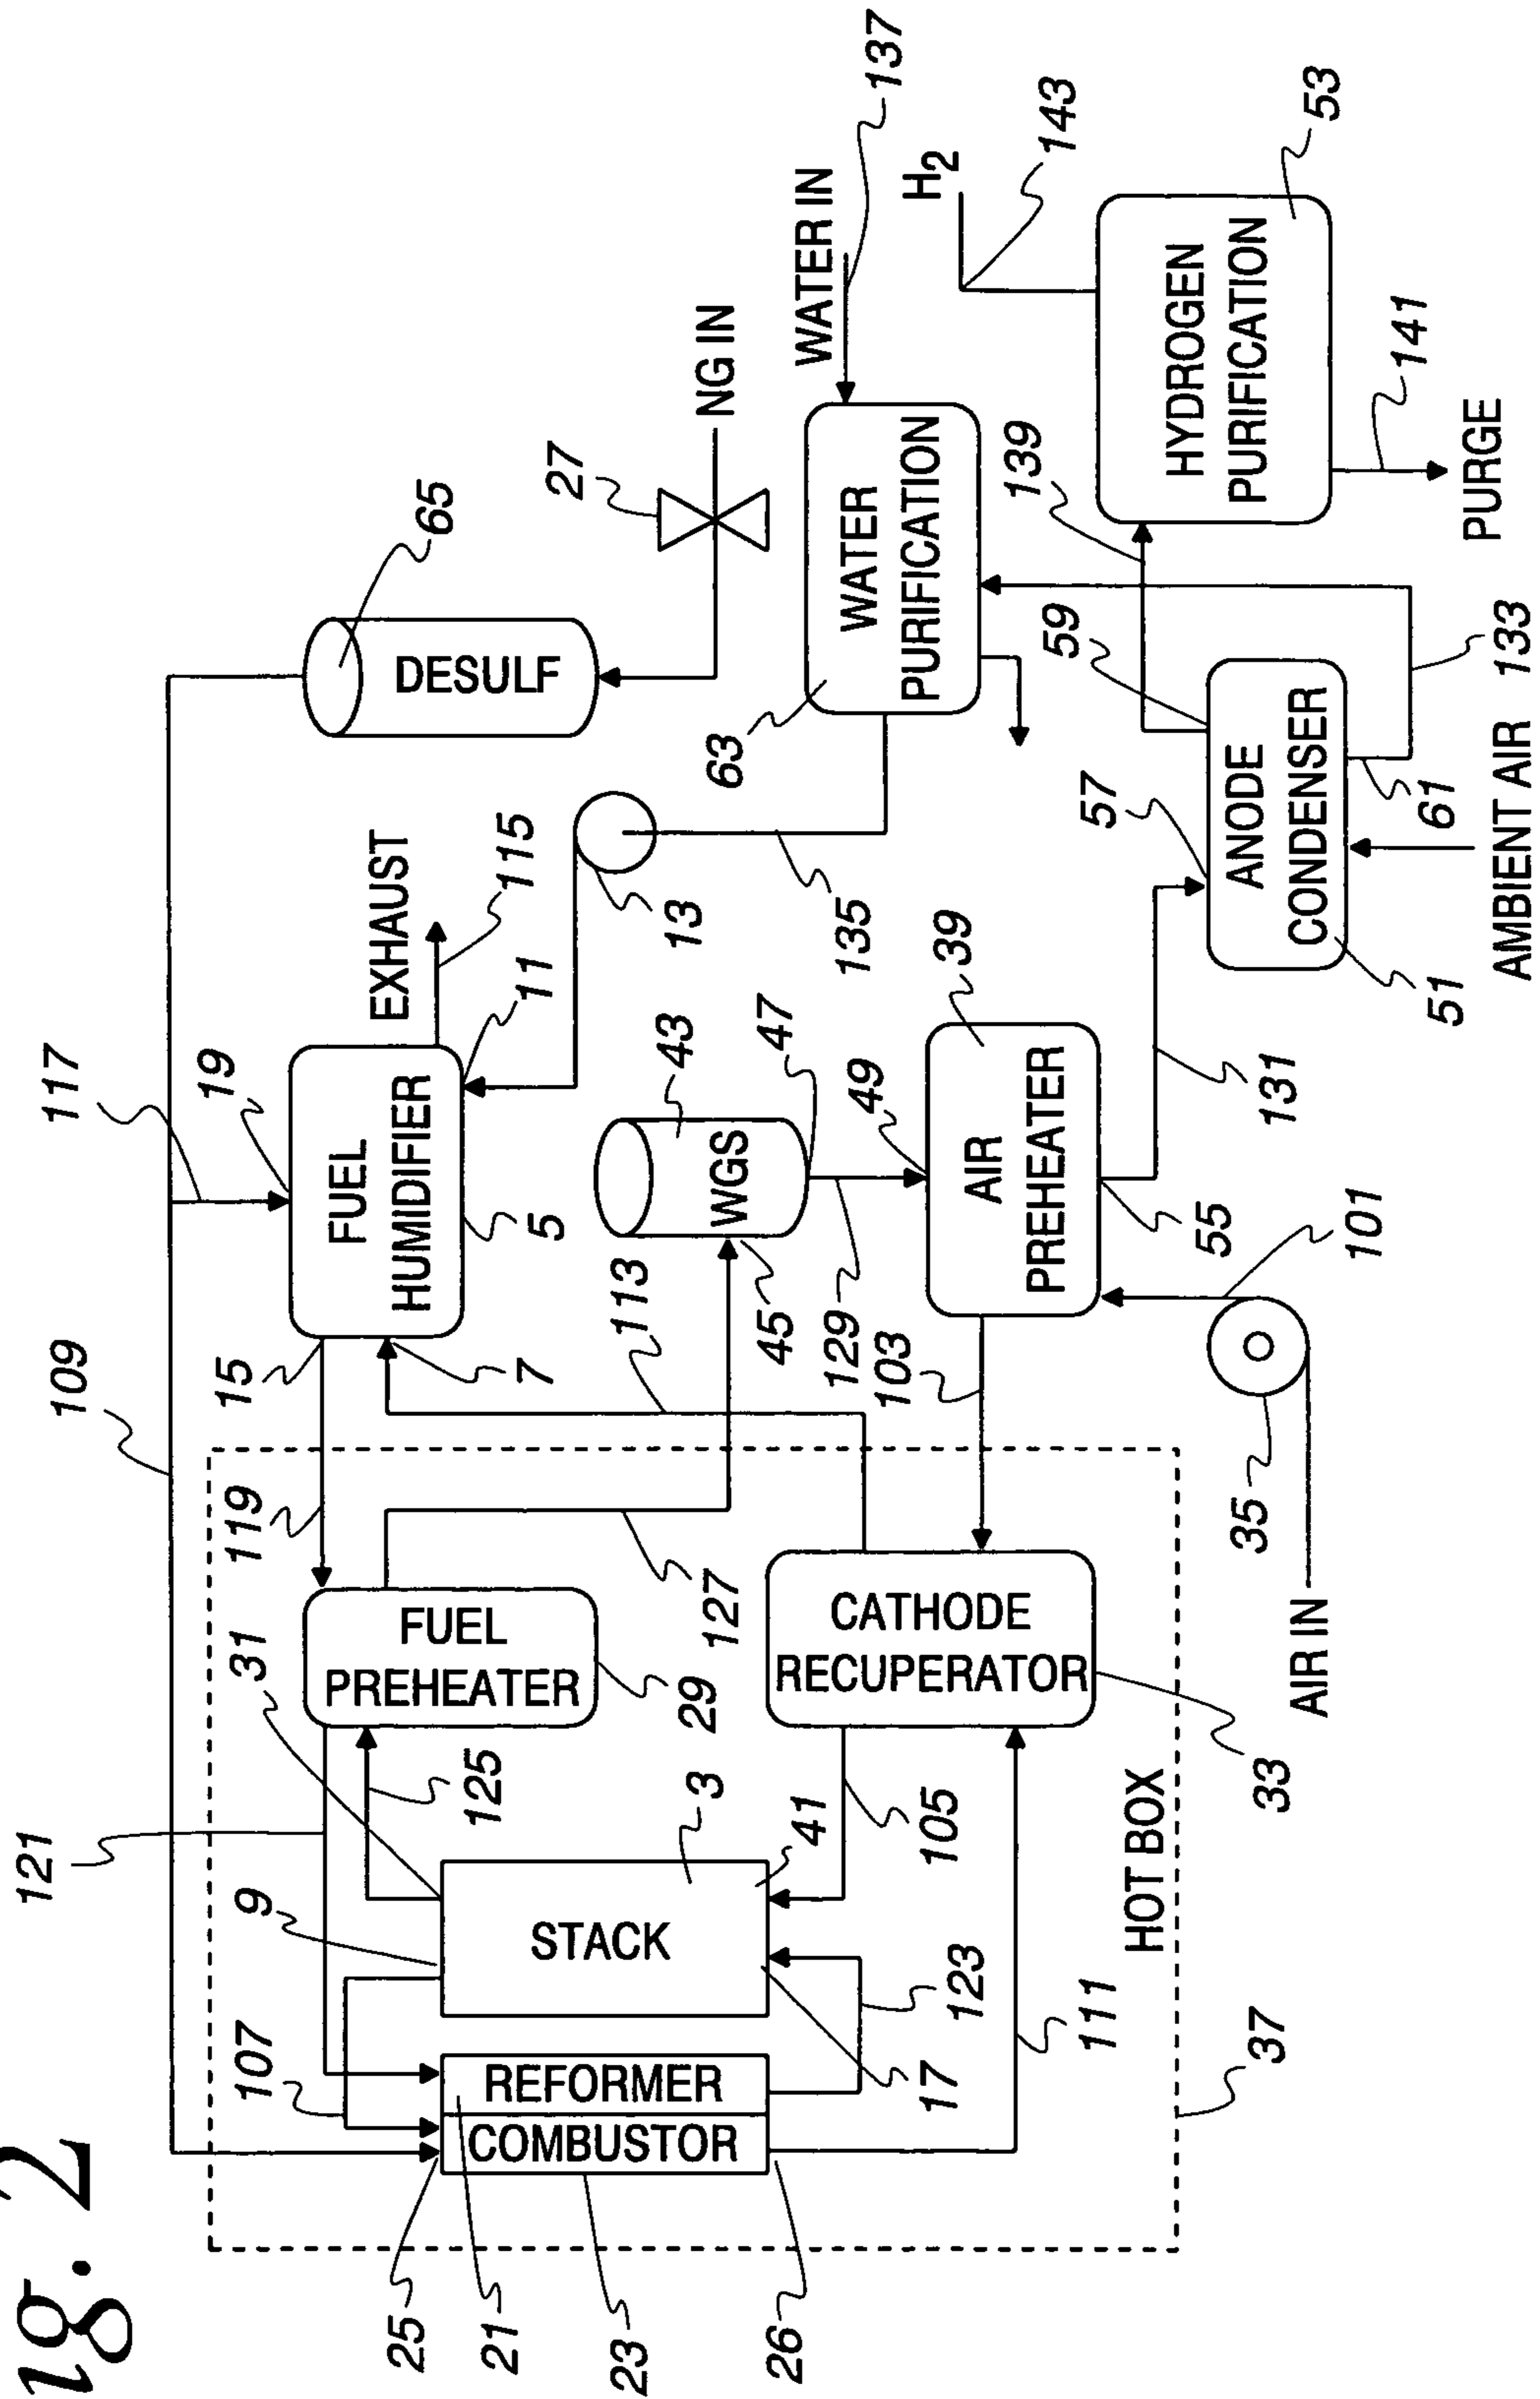 ig. 2
121
109
117
107
9
31
119
15
19
EXHAUST
115
65
27
25
21
23
26
REFORMER
COMBUSTOR
STACK
3
41
17
125
FUEL
PREHEATER
29
127
FUEL
HUMIDIFIER
5
7
113
11
13
DESULF
NG IN
WATER IN
137
45
WGS
43
47
49
129
103
63
WATER
PURIFICATION
135
H2
143
105
123
111
CATHODE
RECUPERATOR
33
AIR
PREHEATER
39
55
131
57
59
139
HYDROGEN
PURIFICATION
53
HOT BOX
37
AIR IN
35
101
ANODE
CONDENSER
51
61
AMBIENT AIR
133
PURGE
141